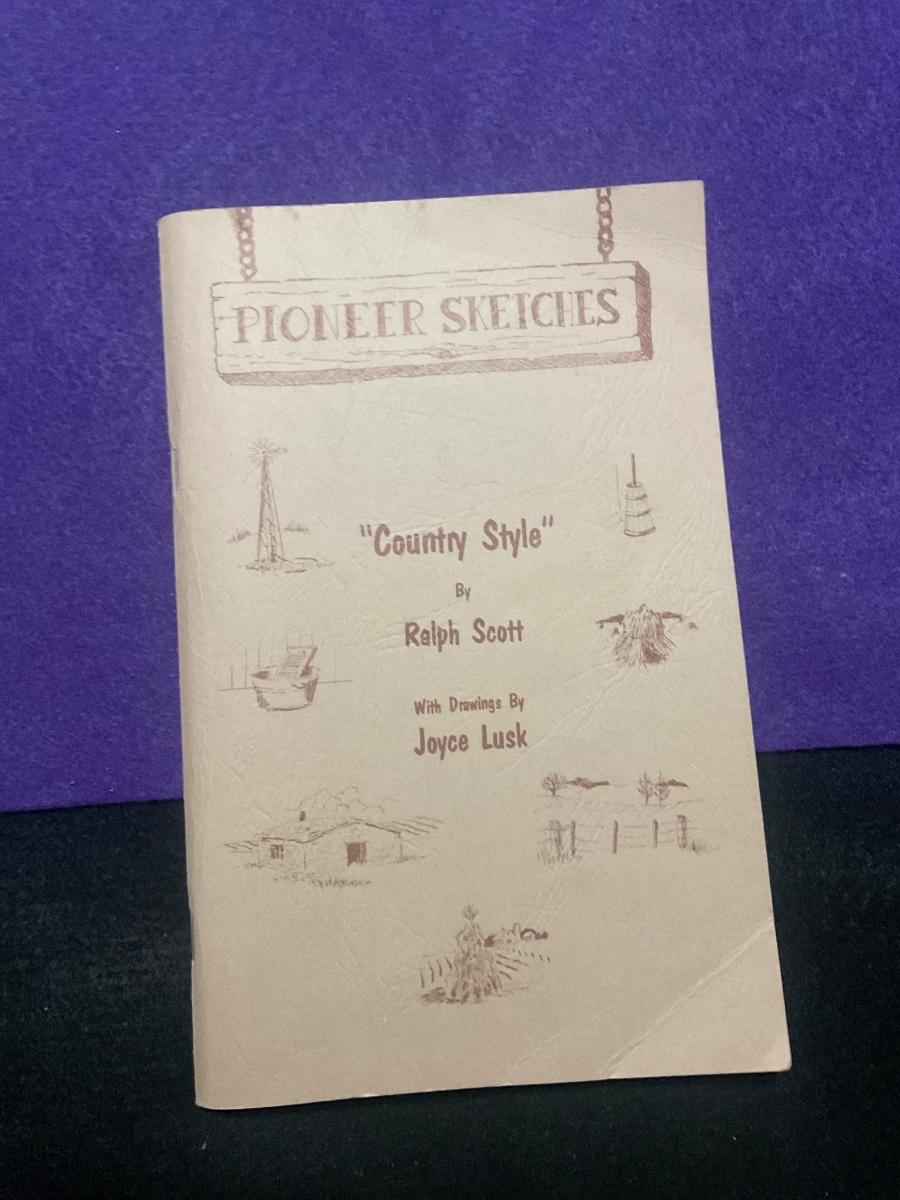 PIONEER SKETCHES
"Country Style"
By
Ralph Scott
With Drawings By
Joyce Lusk